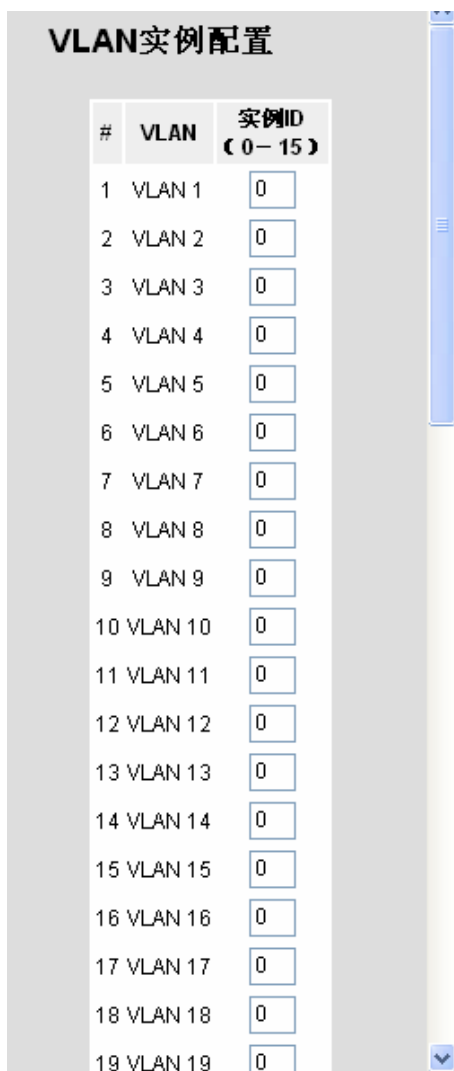 VLAN实例配置
# VLAN 实例ID
(0－15)
1 VLAN 1 0
2 VLAN 2 0
3 VLAN 3 0
4 VLAN 4 0
5 VLAN 5 0
6 VLAN 6 0
7 VLAN 7 0
8 VLAN 8 0
9 VLAN 9 0
10 VLAN 10 0
11 VLAN 11 0
12 VLAN 12 0
13 VLAN 13 0
14 VLAN 14 0
15 VLAN 15 0
16 VLAN 16 0
17 VLAN 17 0
18 VLAN 18 0
19 VLAN 19 0